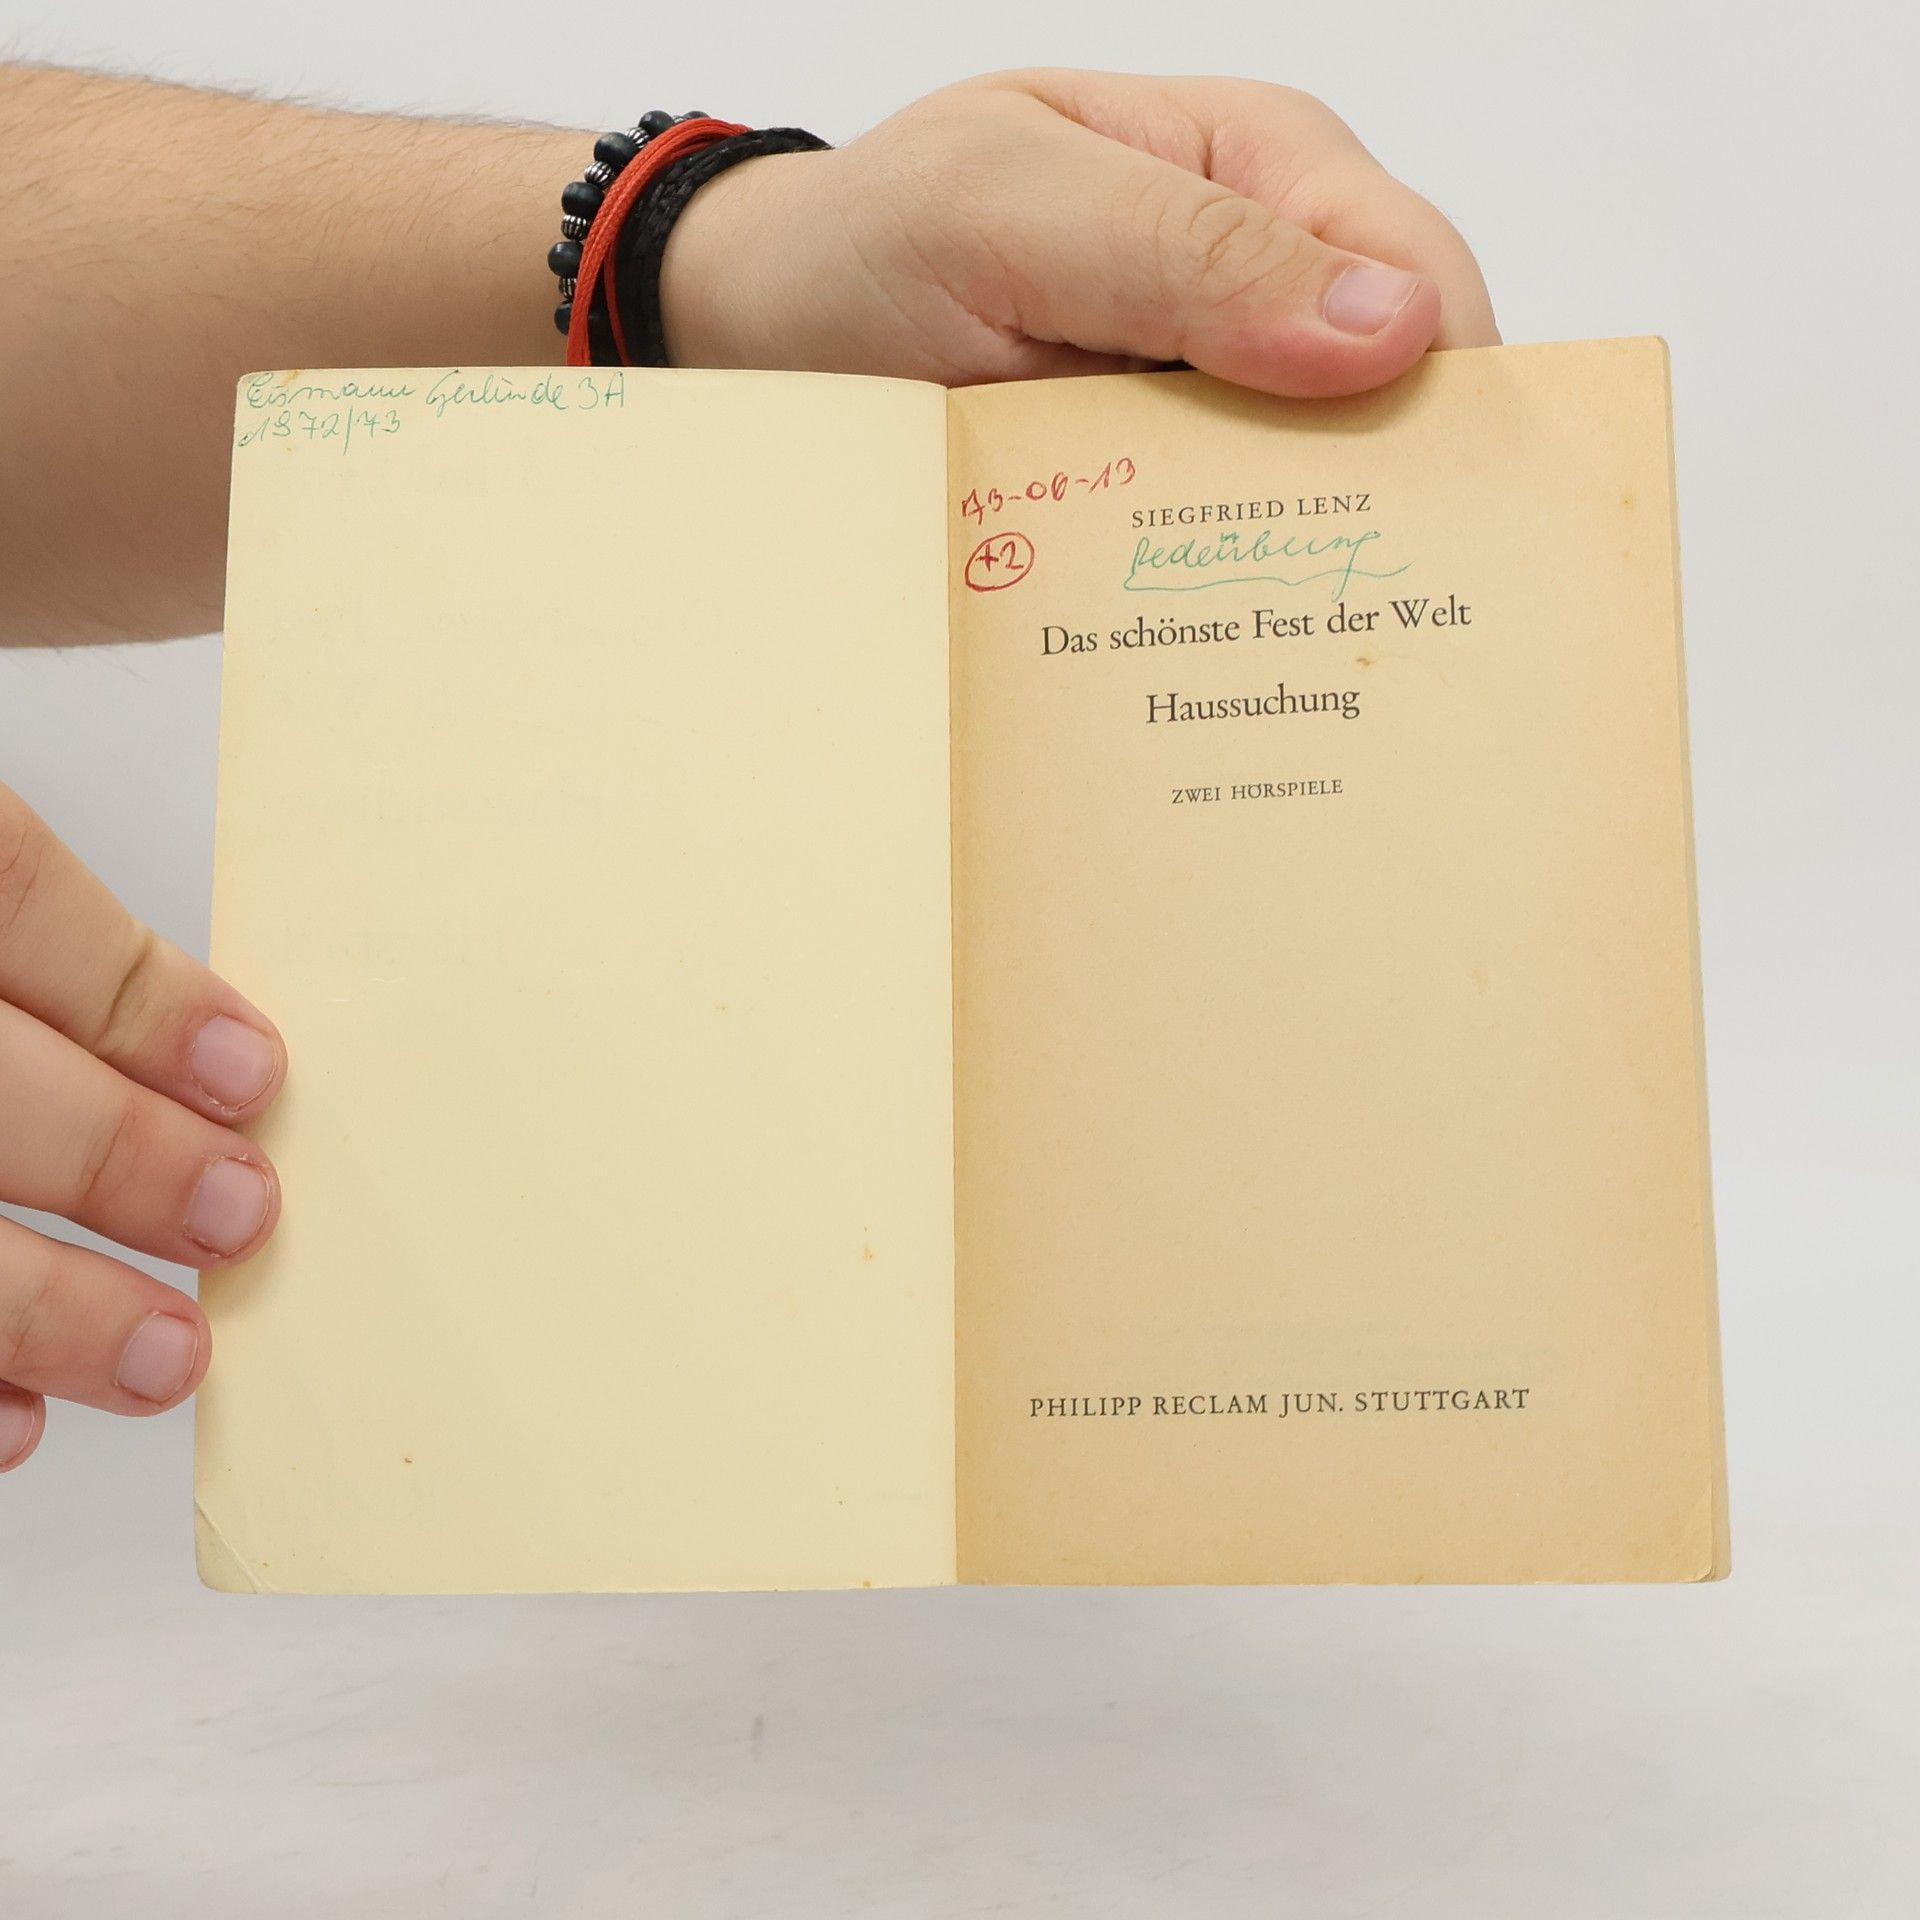 Eismann Gerlinde 3A
1972/73
73-06-13
+2
SIEGFRIED LENZ
Redeübung
Das schönste Fest der Welt
Haussuchung
ZWEI HÖRSPIELE
PHILIPP RECLAM JUN. STUTTGART